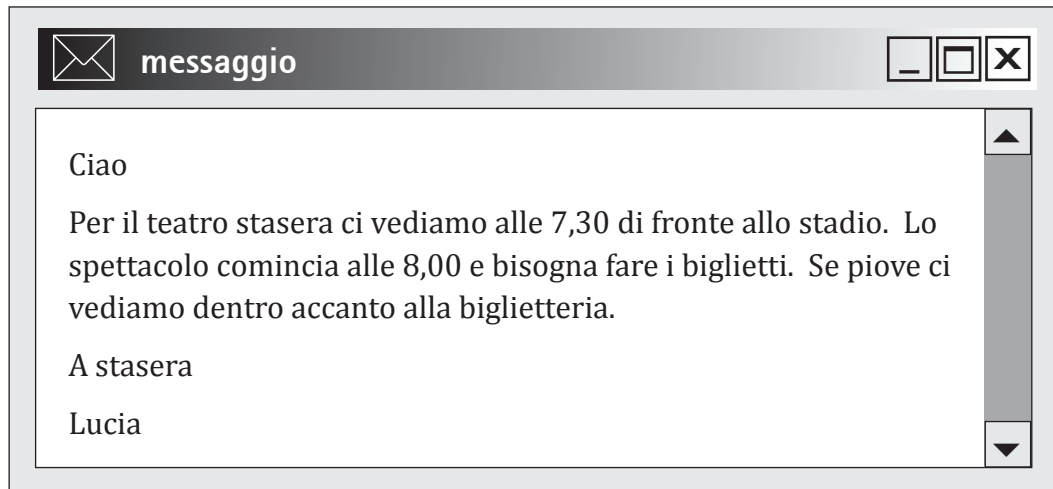 messaggio
Ciao
Per il teatro stasera ci vediamo alle 7,30 di fronte allo stadio.  Lo
spettacolo comincia alle 8,00 e bisogna fare i biglietti.  Se piove ci
vediamo dentro accanto alla biglietteria.
A stasera
Lucia